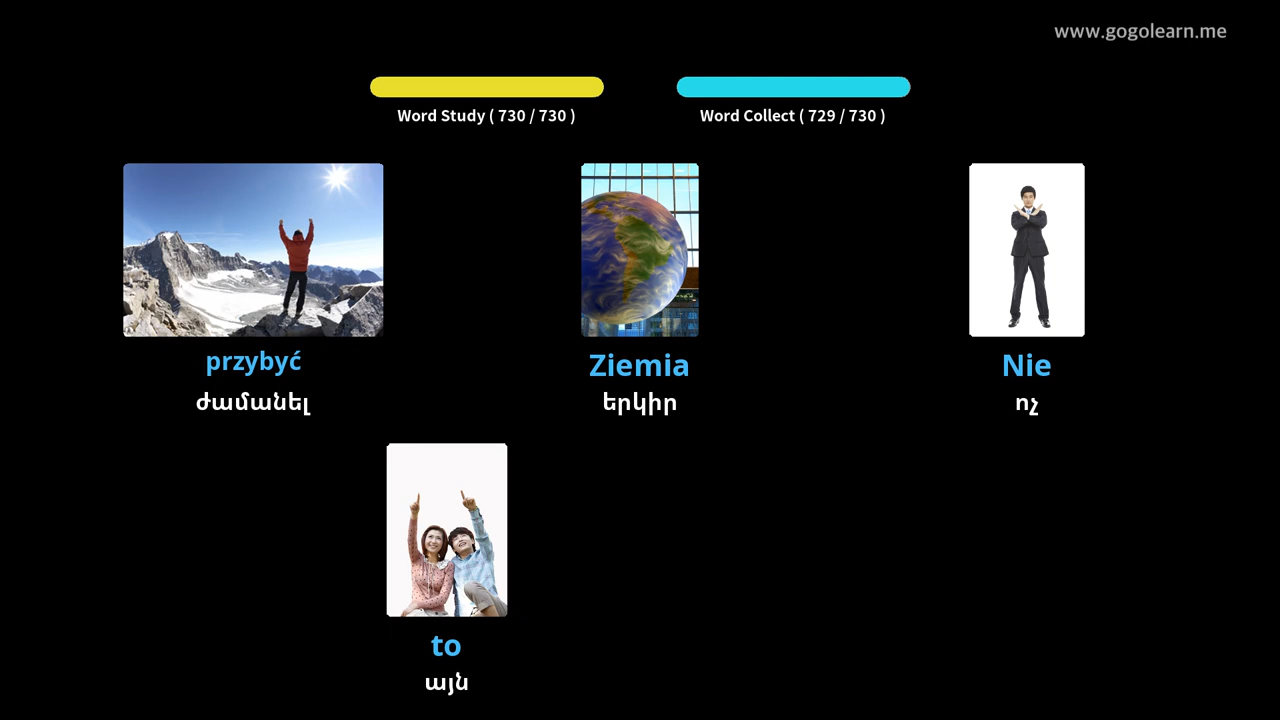 www.gogolearn.me
Word Study ( 730 / 730 )
Word Collect ( 729 / 730 )
przybyć
ժամանել
Ziemia
երկիր
Nie
ոչ
to
այն